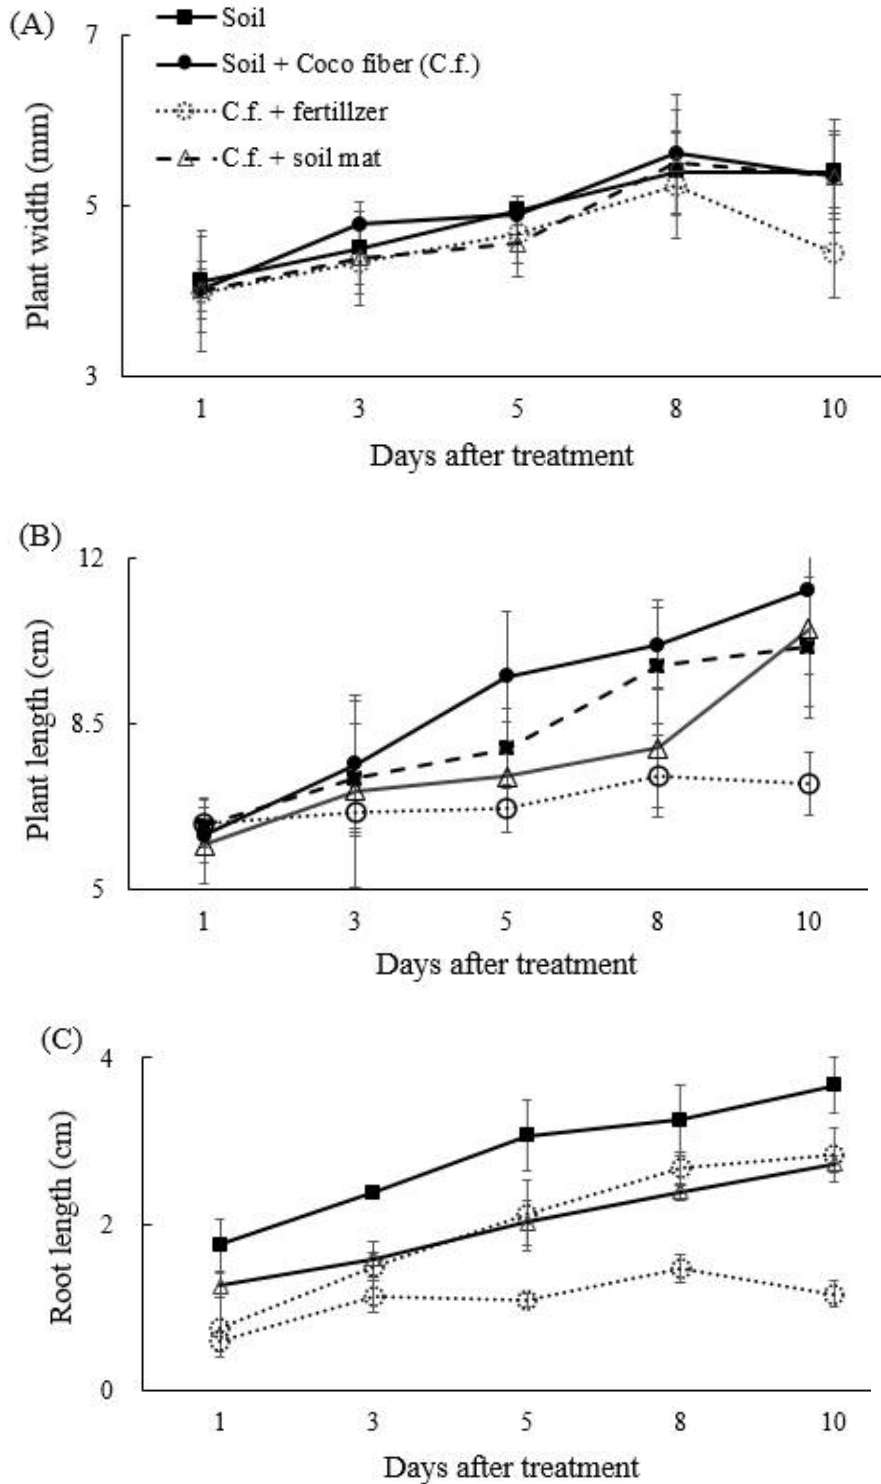 (A)
Soil
Soil + Coco fiber (C.f.)
C.f. + fertillzer
C.f. + soil mat
Plant width (mm)
7
5
3
1 3 5 8 10
Days after treatment
(B)
Plant length (cm)
12
8.5
5
1 3 5 8 10
Days after treatment
(C)
Root length (cm)
4
2
0
1 3 5 8 10
Days after treatment